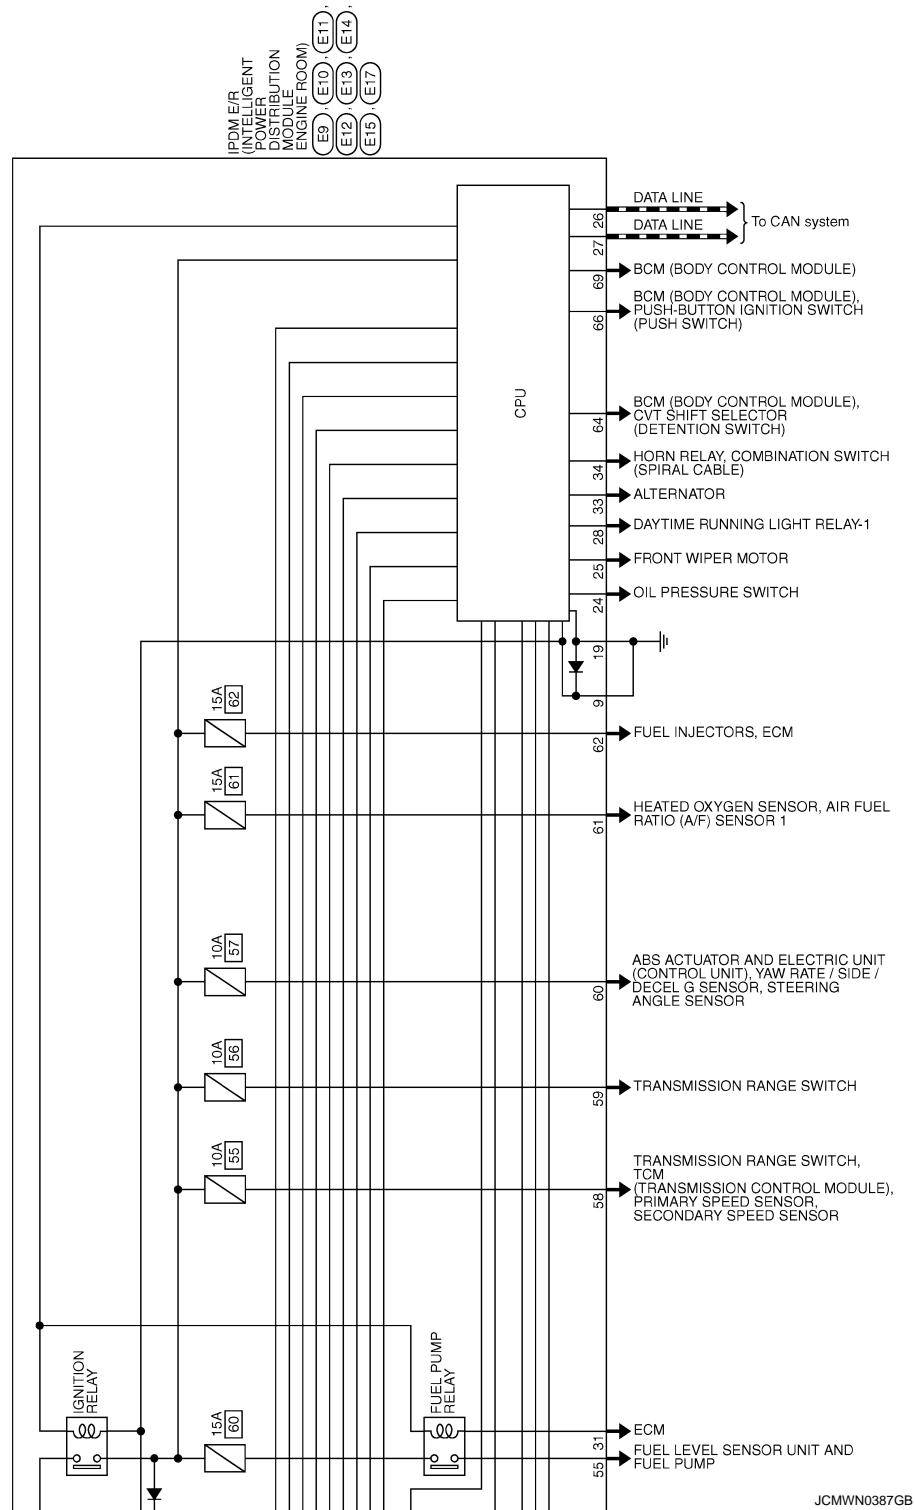 IPDM E/R
(INTELLIGENT
POWER
DISTRIBUTION
MODULE
ENGINE ROOM)
E9 , E10 , E11 ,
E12 , E13 , E14 ,
E15 , E17
CPU
26 DATA LINE
27 DATA LINE
To CAN system
69 BCM (BODY CONTROL MODULE)
66 BCM (BODY CONTROL MODULE),
PUSH-BUTTON IGNITION SWITCH
(PUSH SWITCH)
64 BCM (BODY CONTROL MODULE),
CVT SHIFT SELECTOR
(DETENTION SWITCH)
34 HORN RELAY, COMBINATION SWITCH
(SPIRAL CABLE)
33 ALTERNATOR
28 DAYTIME RUNNING LIGHT RELAY-1
25 FRONT WIPER MOTOR
24 OIL PRESSURE SWITCH
19
9
15A
62
62 FUEL INJECTORS, ECM
15A
61
61 HEATED OXYGEN SENSOR, AIR FUEL
RATIO (A/F) SENSOR 1
10A
57
60 ABS ACTUATOR AND ELECTRIC UNIT
(CONTROL UNIT), YAW RATE / SIDE /
DECEL G SENSOR, STEERING
ANGLE SENSOR
10A
56
59 TRANSMISSION RANGE SWITCH
10A
55
58 TRANSMISSION RANGE SWITCH,
TCM
(TRANSMISSION CONTROL MODULE),
PRIMARY SPEED SENSOR,
SECONDARY SPEED SENSOR
IGNITION
RELAY
15A
60
FUEL PUMP
RELAY
31 ECM
55 FUEL LEVEL SENSOR UNIT AND
FUEL PUMP
JCMWN0387GB